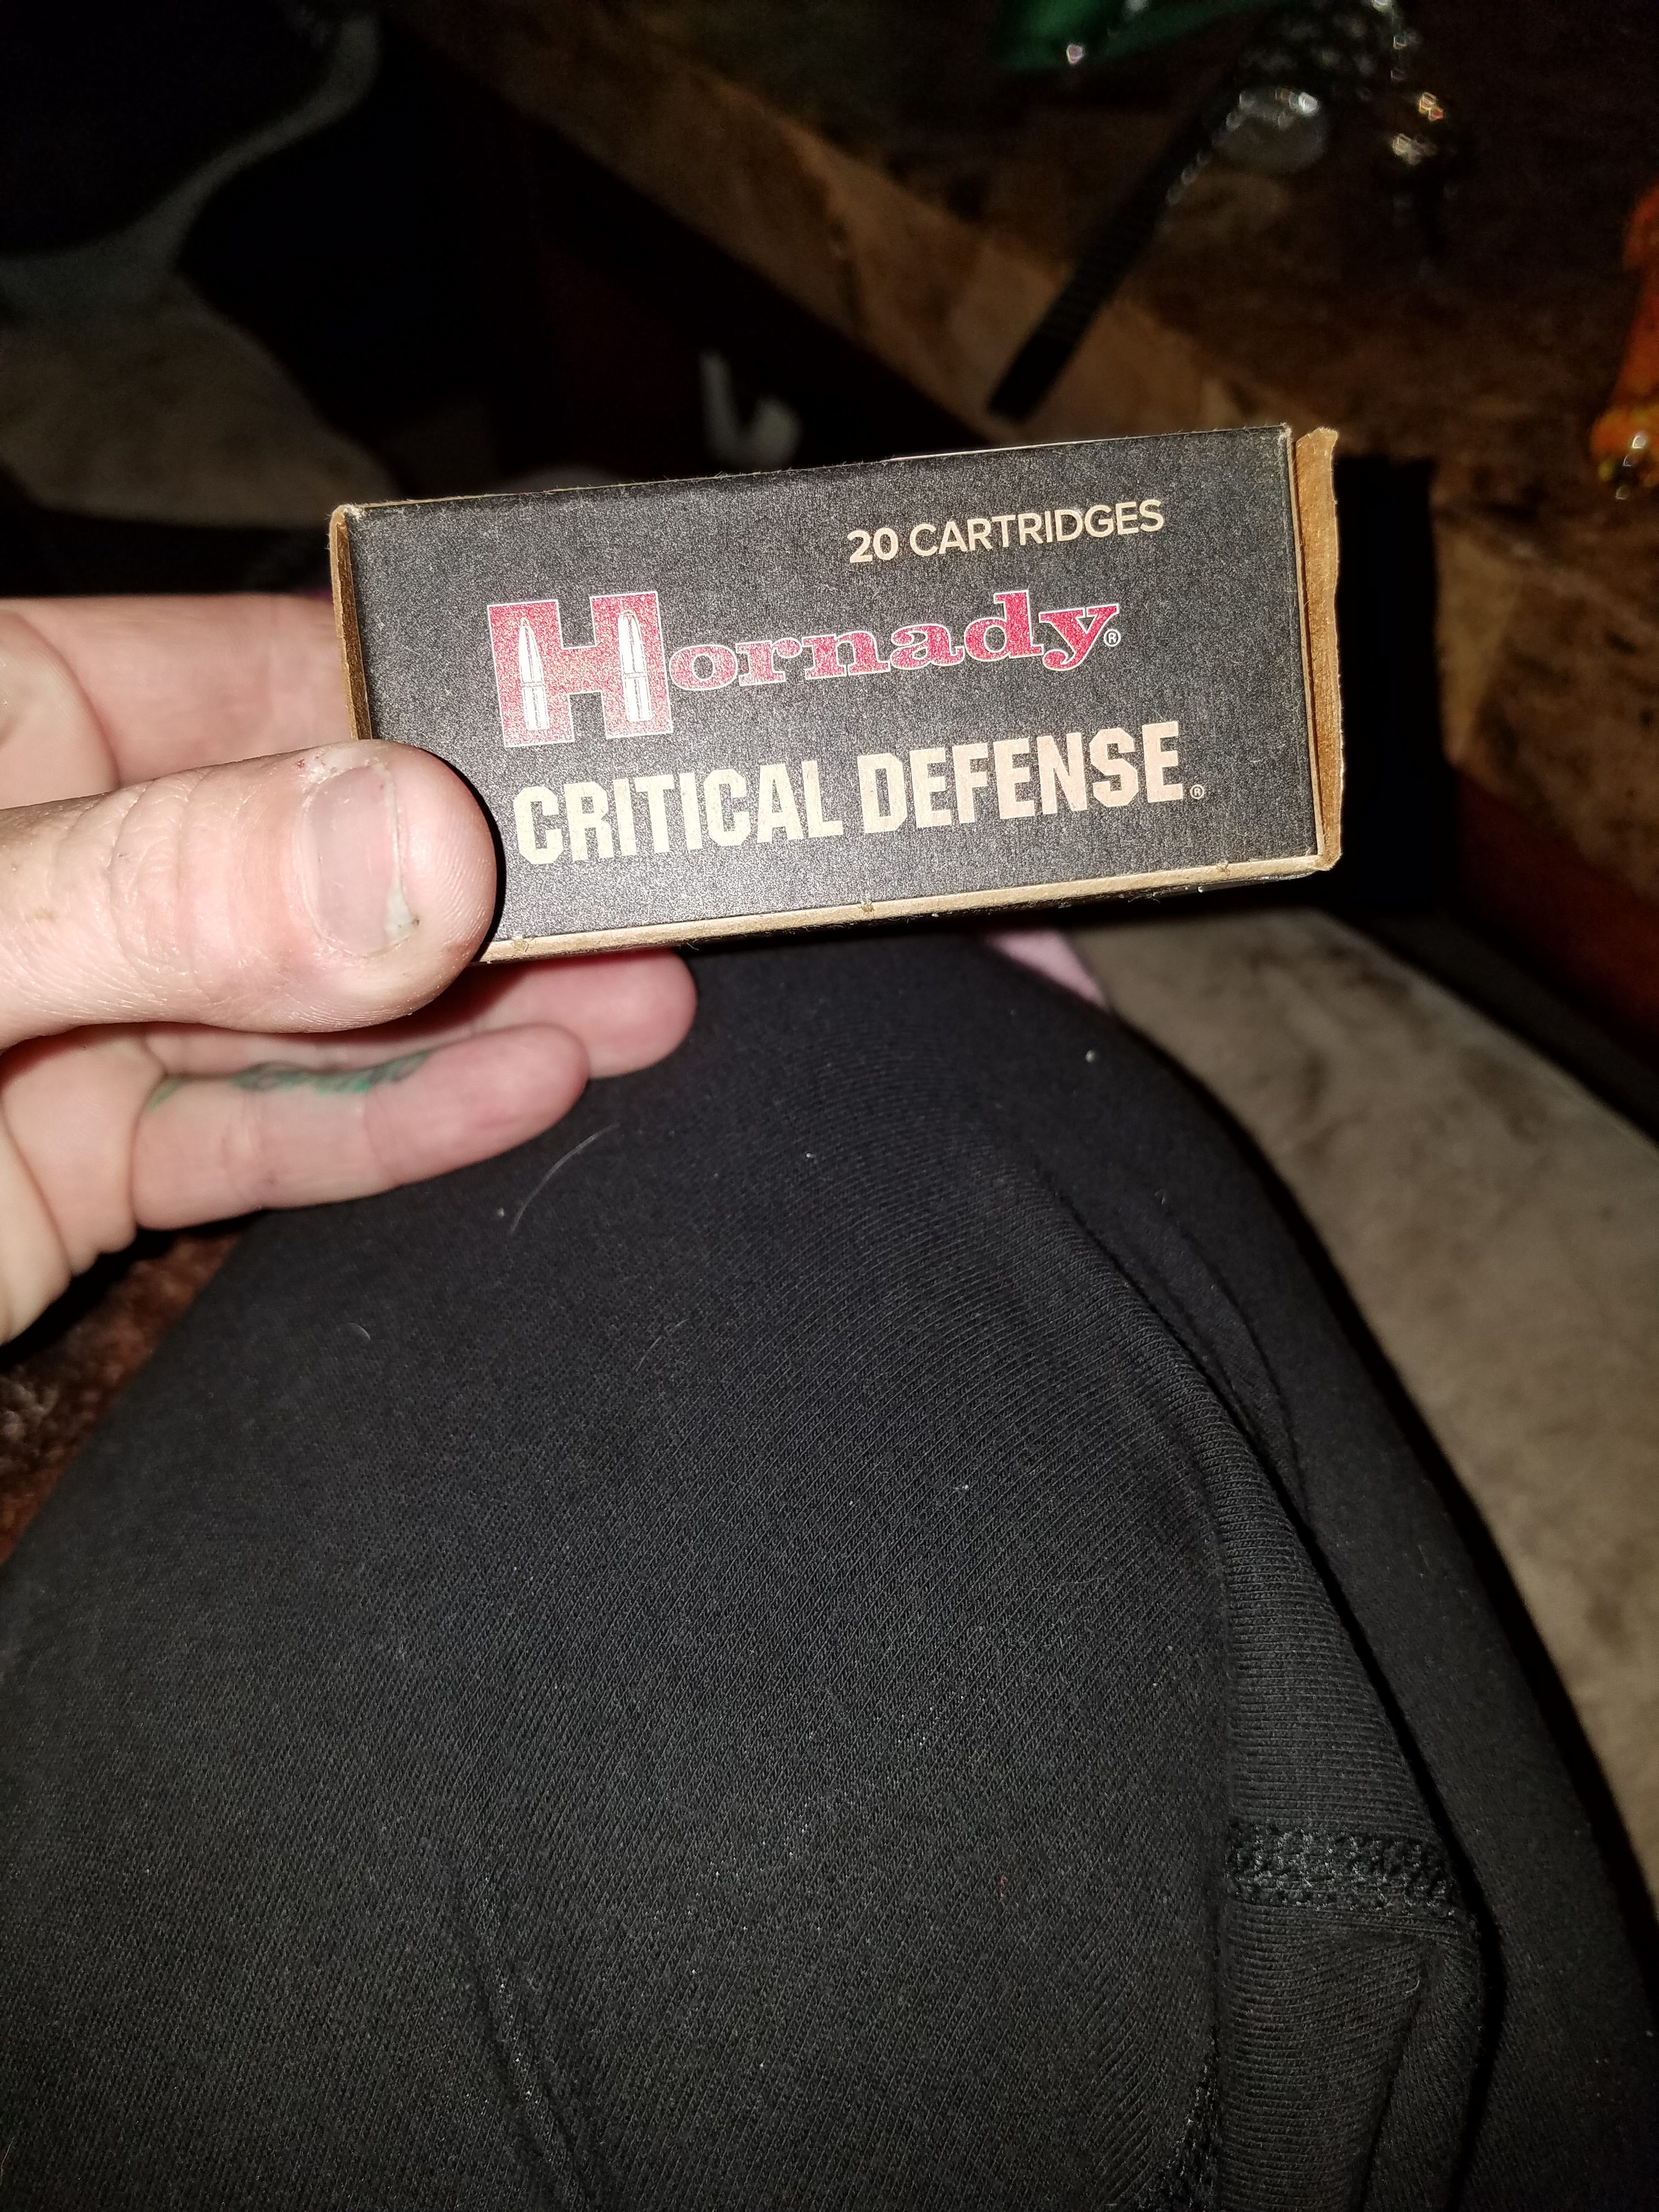 20 CARTRIDGES
Hornady®
CRITICAL DEFENSE®